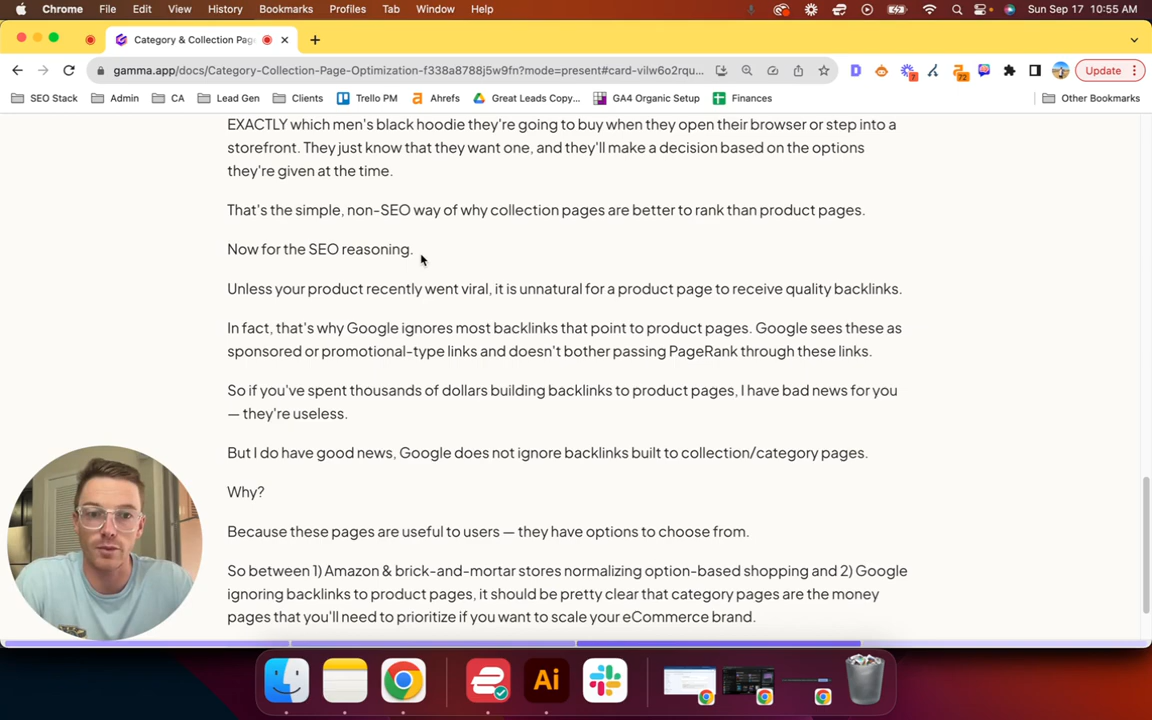 Chrome File Edit View History Bookmarks Profiles Tab Window Help Sun Sep 17 10:55 AM
Category & Collection Pag
gamma.app/docs/Category-Collection-Page-Optimization-f338a8788j5w9fn?mode=present#card-vilw6o2rqu... Update
SEO Stack Admin CA Lead Gen Clients Trello PM Ahrefs Great Leads Copy... GA4 Organic Setup Finances Other Bookmarks
EXACTLY which men's black hoodie they're going to buy when they open their browser or step into a
storefront. They just know that they want one, and they'll make a decision based on the options
they're given at the time.
That's the simple, non-SEO way of why collection pages are better to rank than product pages.
Now for the SEO reasoning.
Unless your product recently went viral, it is unnatural for a product page to receive quality backlinks.
In fact, that's why Google ignores most backlinks that point to product pages. Google sees these as
sponsored or promotional-type links and doesn't bother passing PageRank through these links.
So if you've spent thousands of dollars building backlinks to product pages, I have bad news for you
— they're useless.
But I do have good news, Google does not ignore backlinks built to collection/category pages.
Why?
Because these pages are useful to users — they have options to choose from.
So between 1) Amazon & brick-and-mortar stores normalizing option-based shopping and 2) Google
ignoring backlinks to product pages, it should be pretty clear that category pages are the money
pages that you'll need to prioritize if you want to scale your eCommerce brand.
Ai